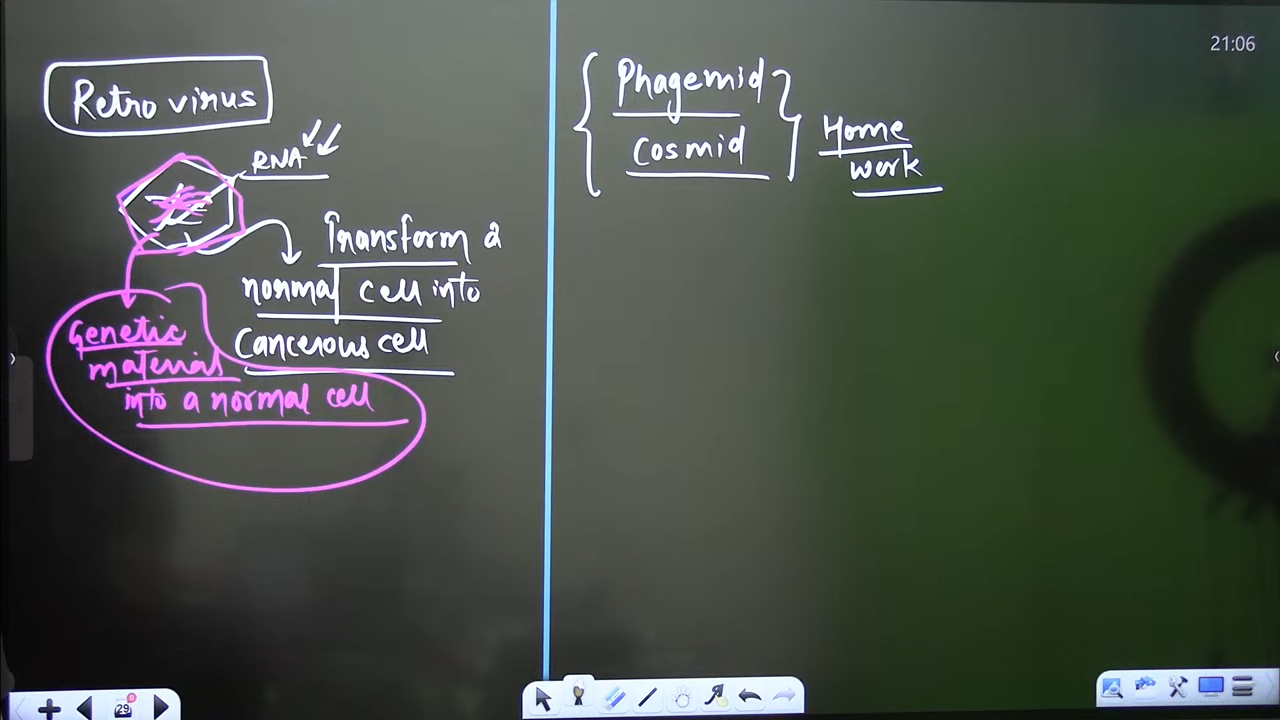 Retro virus
RNA
Transform a
normal cell into
Cancerous cell
Genetic
material
into a normal cell
Phagemid
Cosmid
Home
work
21:06
29